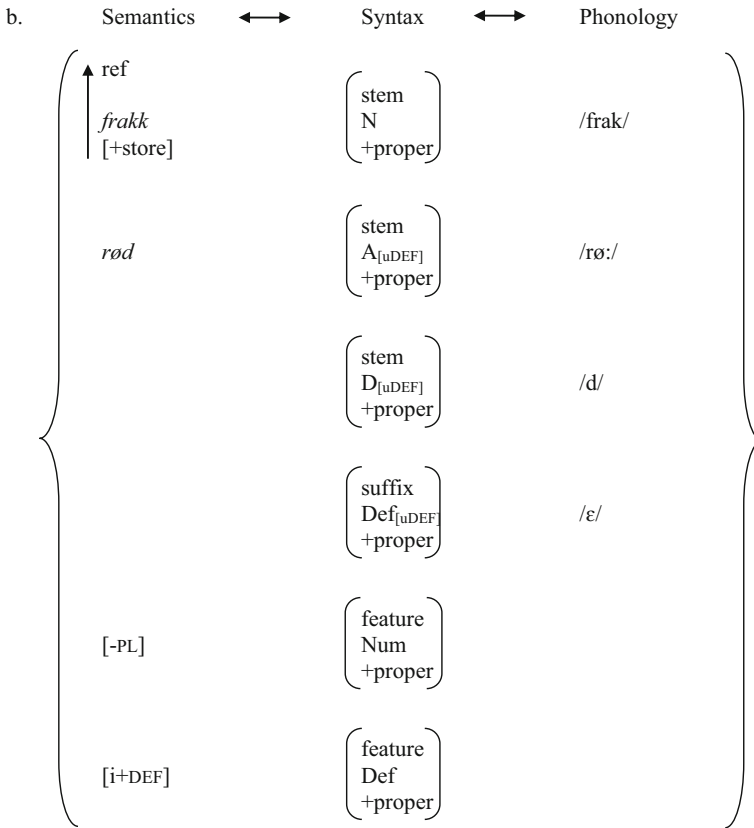 b. Semantics ↔ Syntax ↔ Phonology
ref
stem
frakk N /frak/
[+store] +proper
stem
rød A[uDEF] /rø:/
+proper
stem
D[uDEF] /d/
+proper
suffix
Def[uDEF] /ɛ/
+proper
feature
[-PL] Num
+proper
feature
[i+DEF] Def
+proper